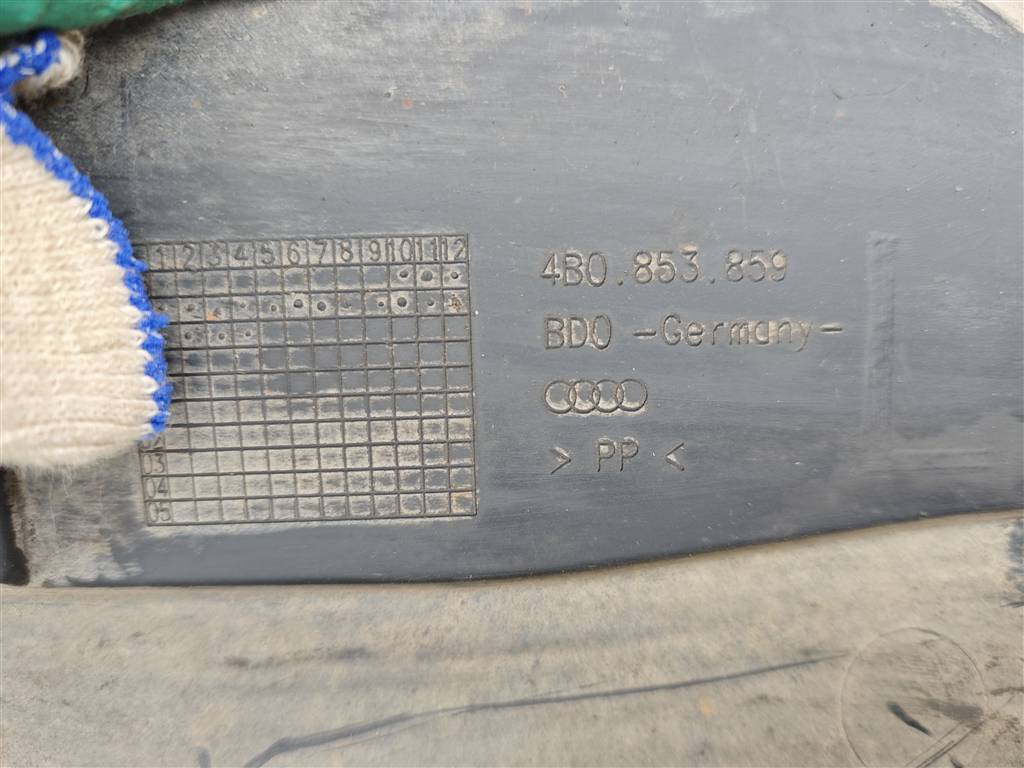 1 2 3 4 5 6 7 8 9 10 11 12
03
04
05
4B0.853.859
BDO -Germany-
> PP <